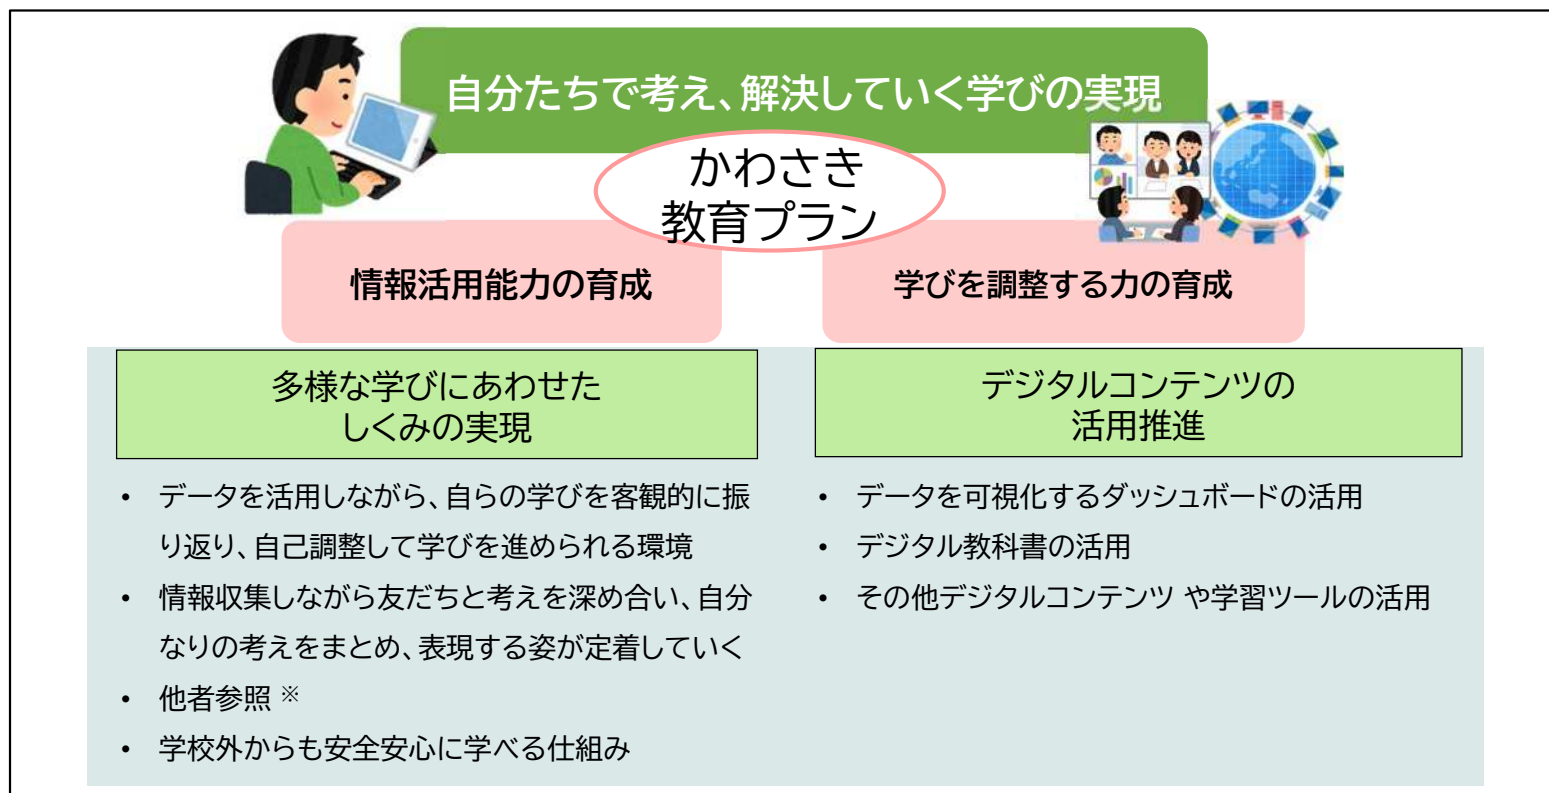 自分たちで考え、解決していく学びの実現
かわさき
教育プラン
情報活用能力の育成
学びを調整する力の育成
多様な学びにあわせた
しくみの実現
• データを活用しながら、自らの学びを客観的に振
り返り、自己調整して学びを進められる環境
• 情報収集しながら友だちと考えを深め合い、自分
なりの考えをまとめ、表現する姿が定着していく
• 他者参照 ※
• 学校外からも安全安心に学べる仕組み
デジタルコンテンツの
活用推進
• データを可視化するダッシュボードの活用
• デジタル教科書の活用
• その他デジタルコンテンツ や学習ツールの活用